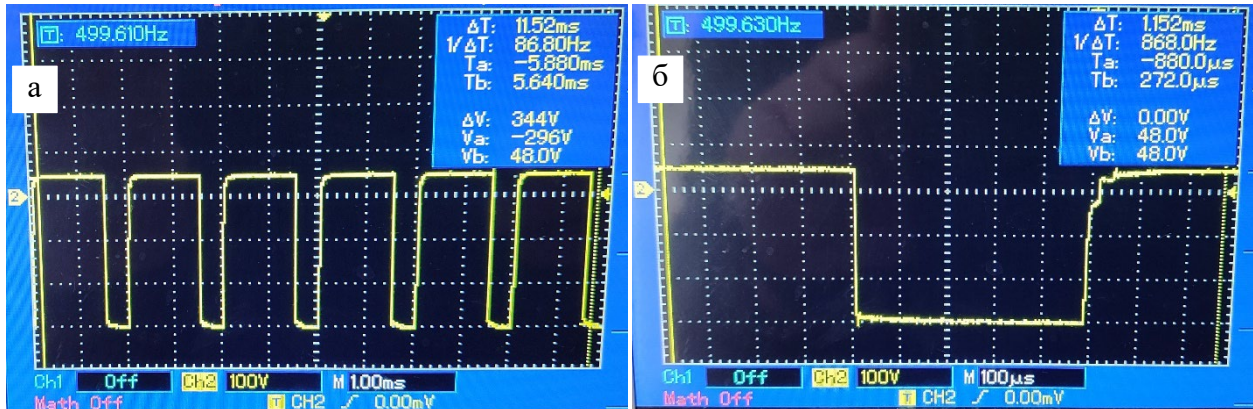 а
T: 499.610Hz
ΔT: 11.52ms
1/ΔT: 86.80Hz
Ta: -5.880ms
Tb: 5.640ms
ΔV: 344V
Va: -296V
Vb: 48.0V
2
Ch1 Off Ch2 100V M 1.00ms
Math Off T CH2 0.00mV
б
T: 499.630Hz
ΔT: 1.152ms
1/ΔT: 868.0Hz
Ta: -880.0µs
Tb: 272.0µs
ΔV: 0.00V
Va: 48.0V
Vb: 48.0V
2
Ch1 Off Ch2 100V M 100µs
Math Off T CH2 0.00mV